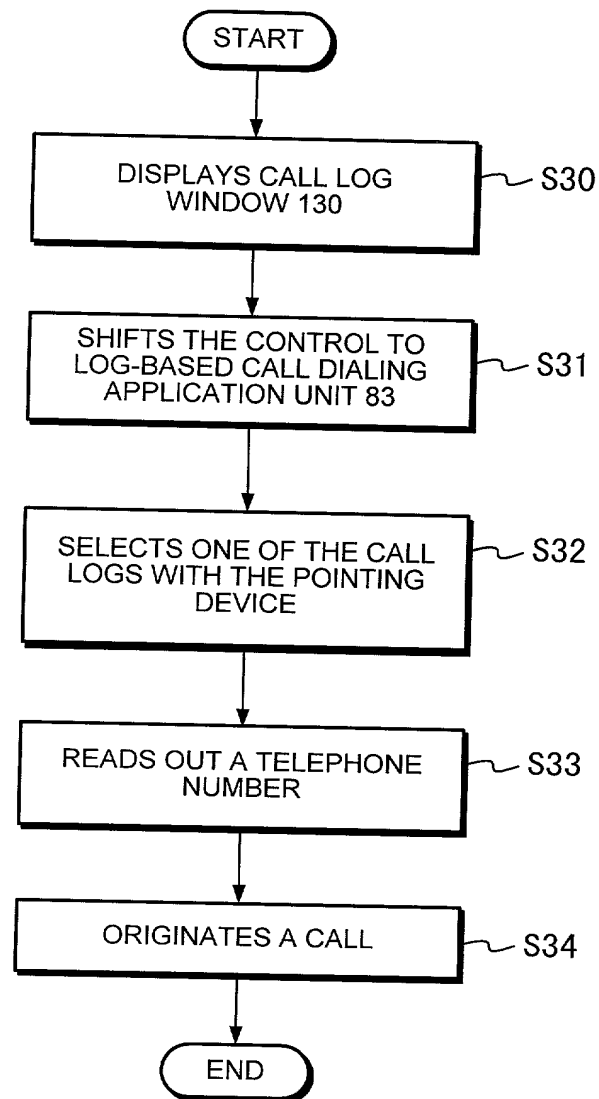 START
DISPLAYS CALL LOG
WINDOW 130
S30
SHIFTS THE CONTROL TO
LOG-BASED CALL DIALING
APPLICATION UNIT 83
S31
SELECTS ONE OF THE CALL
LOGS WITH THE POINTING
DEVICE
S32
READS OUT A TELEPHONE
NUMBER
S33
ORIGINATES A CALL
S34
END